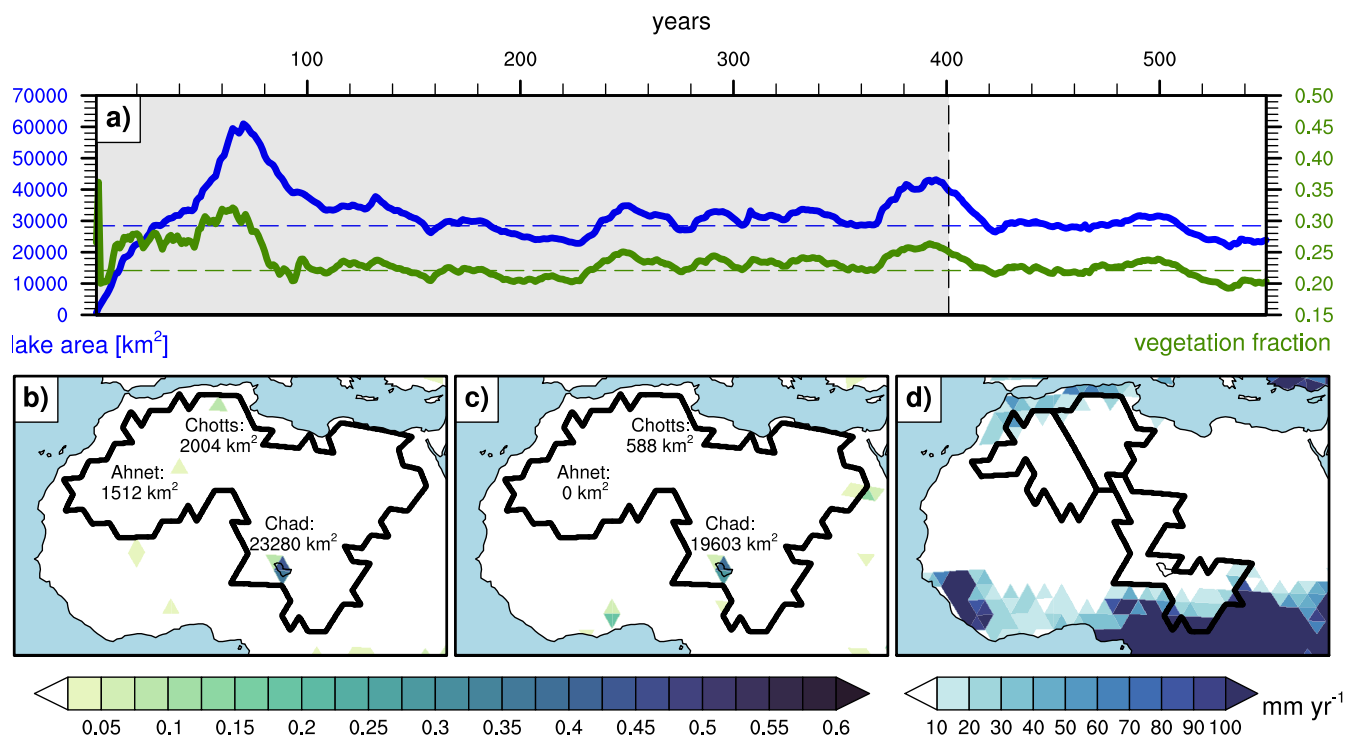 years
100 200 300 400 500
70000 a) 0.50
60000 0.45
50000 0.40
40000 0.35
30000 0.30
20000 0.25
10000 0.20
0 0.15
lake area [km²] vegetation fraction
b) c) d)
Chotts:
2004 km²
Ahnet:
1512 km²
Chad:
23280 km²
Chotts:
588 km²
Ahnet:
0 km²
Chad:
19603 km²
0.05 0.1 0.15 0.2 0.25 0.3 0.35 0.4 0.45 0.5 0.55 0.6
10 20 30 40 50 60 70 80 90 100 mm yr⁻¹